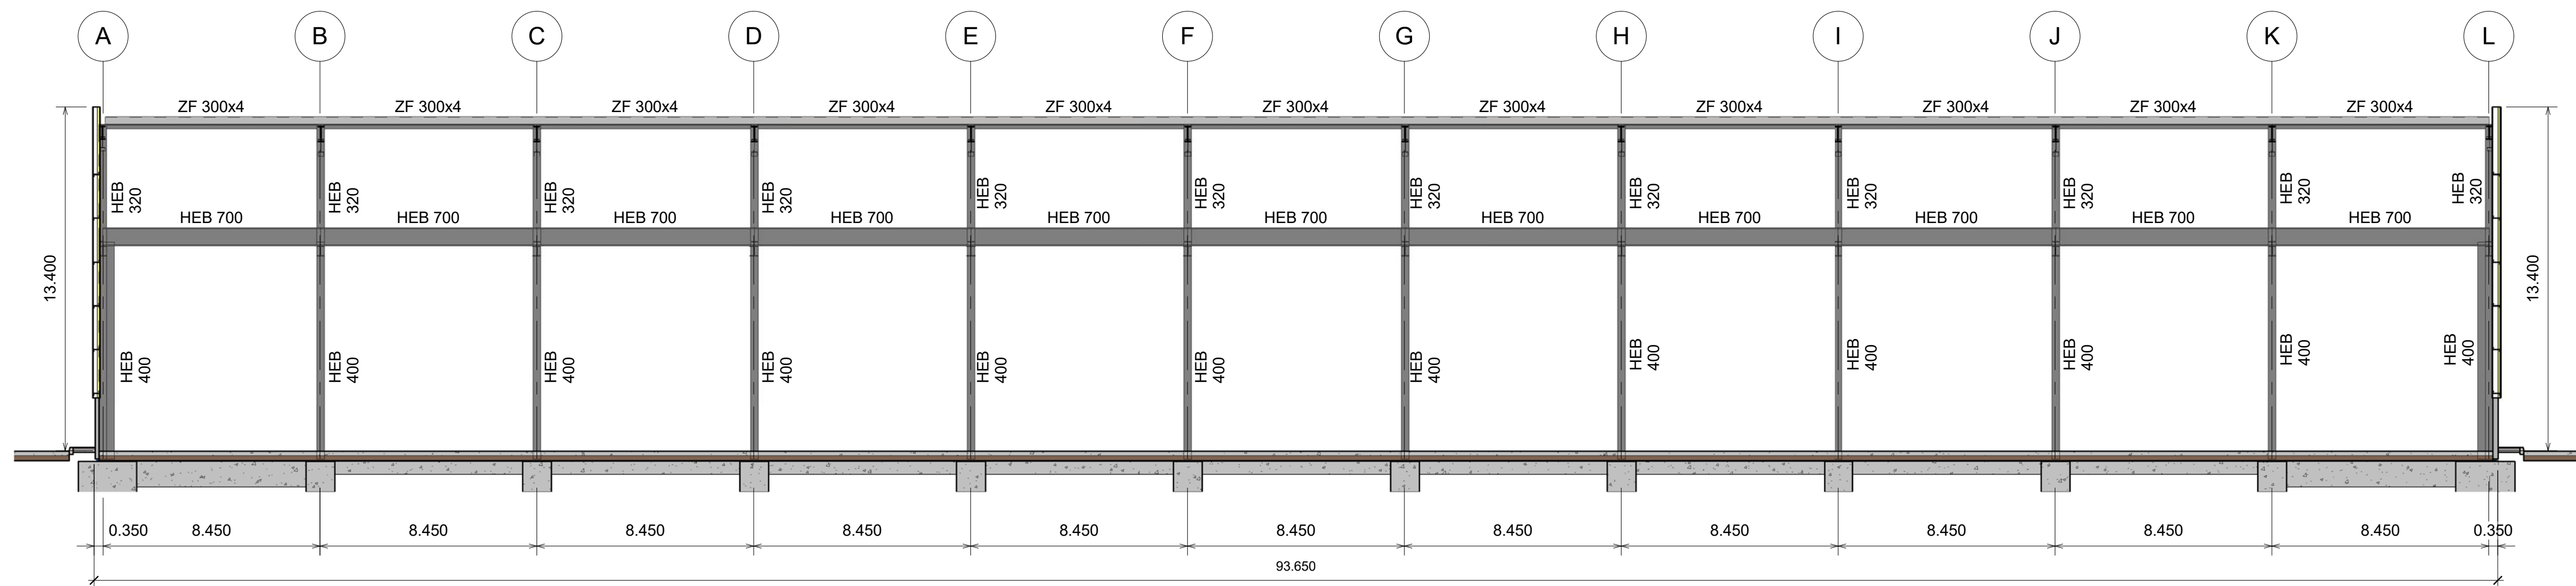 A B C D E F G H I J K L
ZF 300x4 ZF 300x4 ZF 300x4 ZF 300x4 ZF 300x4 ZF 300x4 ZF 300x4 ZF 300x4 ZF 300x4 ZF 300x4 ZF 300x4
HEB 320 HEB 320 HEB 320 HEB 320 HEB 320 HEB 320 HEB 320 HEB 320 HEB 320 HEB 320 HEB 320 HEB 320
HEB 700 HEB 700 HEB 700 HEB 700 HEB 700 HEB 700 HEB 700 HEB 700 HEB 700 HEB 700 HEB 700
13.400 13.400
HEB 400 HEB 400 HEB 400 HEB 400 HEB 400 HEB 400 HEB 400 HEB 400 HEB 400 HEB 400 HEB 400 HEB 400
0.350 8.450 8.450 8.450 8.450 8.450 8.450 8.450 8.450 8.450 8.450 8.450 0.350
93.650